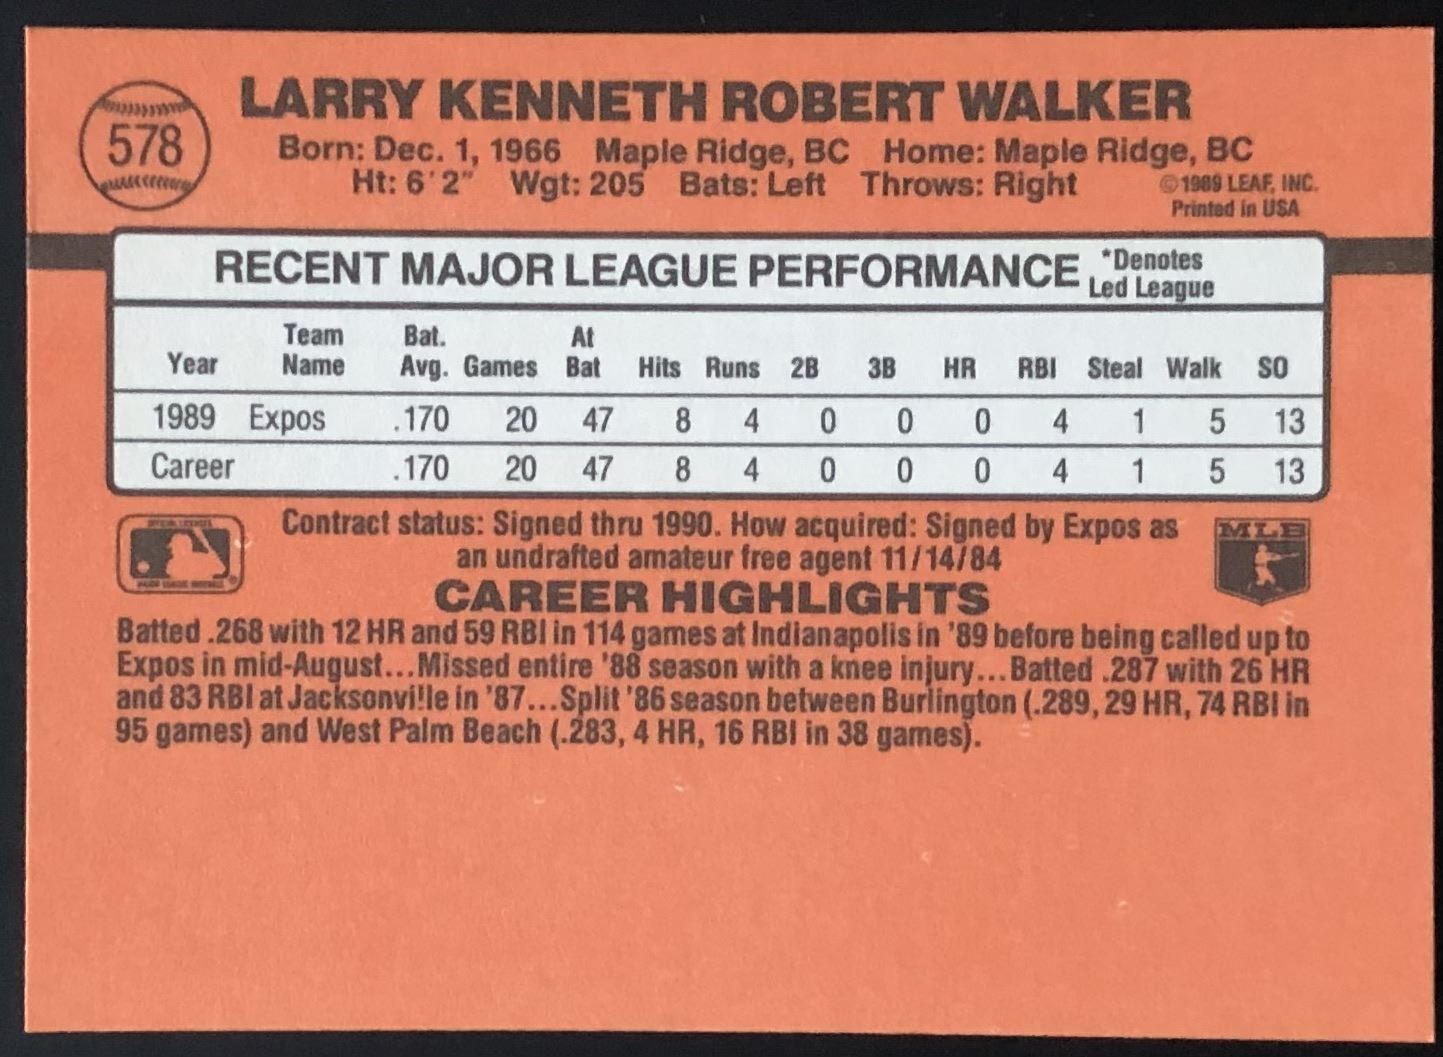 578
LARRY KENNETH ROBERT WALKER
Born: Dec. 1, 1966 Maple Ridge, BC Home: Maple Ridge, BC
Ht: 6'2" Wgt: 205 Bats: Left Throws: Right
©1989 LEAF, INC.
Printed in USA
RECENT MAJOR LEAGUE PERFORMANCE
*Denotes
Led League
Year Team Name Bat. Avg. Games At Bat Hits Runs 2B 3B HR RBI Steal Walk SO
1989 Expos .170 20 47 8 4 0 0 0 4 1 5 13
Career .170 20 47 8 4 0 0 0 4 1 5 13
Contract status: Signed thru 1990. How acquired: Signed by Expos as
an undrafted amateur free agent 11/14/84
MLB
CAREER HIGHLIGHTS
Batted .268 with 12 HR and 59 RBI in 114 games at Indianapolis in '89 before being called up to
Expos in mid-August...Missed entire '88 season with a knee injury...Batted .287 with 26 HR
and 83 RBI at Jacksonville in '87...Split '86 season between Burlington (.289, 29 HR, 74 RBI in
95 games) and West Palm Beach (.283, 4 HR, 16 RBI in 38 games).